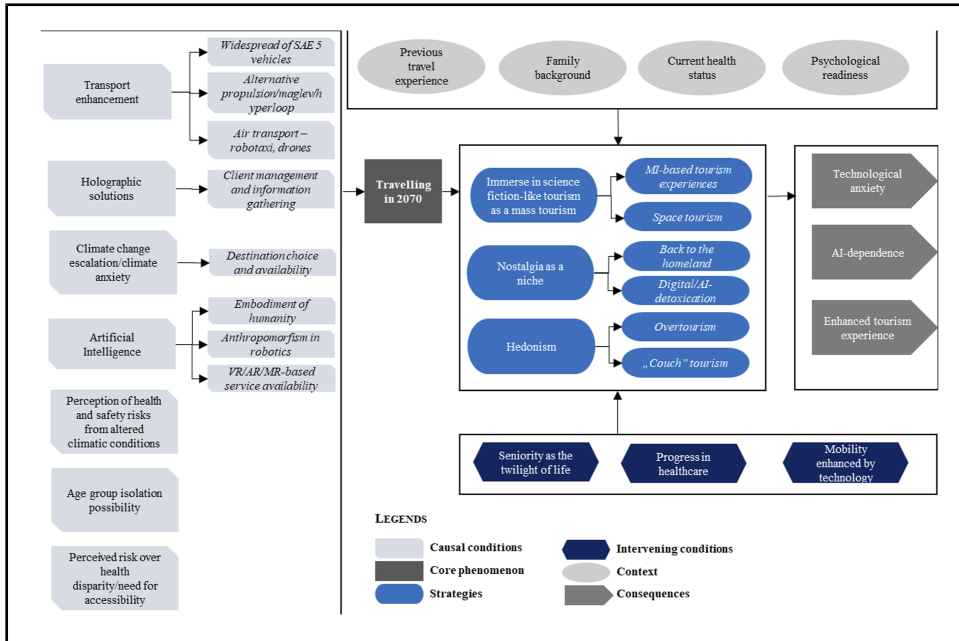 Transport
enhancement
Widespread of SAE 5
vehicles
Alternative
propulsion/maglev/h
yperloop
Air transport –
robotaxi, drones
Holographic
solutions
Client management
and information
gathering
Climate change
escalation/climate
anxiety
Destination choice
and availability
Artificial
Intelligence
Embodiment of
humanity
Anthropomorfism in
robotics
VR/AR/MR-based
service availability
Perception of health
and safety risks
from altered
climatic conditions
Age group isolation
possibility
Perceived risk over
health
disparity/need for
accessibility
Travelling
in 2070
Previous
travel
experience
Family
background
Current health
status
Psychological
readiness
Immerse in science
fiction-like tourism
as a mass tourism
MI-based tourism
experiences
Space tourism
Nostalgia as a
niche
Back to the
homeland
Digital/AI-
detoxication
Hedonism
Overtourism
„Couch” tourism
Technological
anxiety
AI-dependence
Enhanced tourism
experience
Seniority as the
twilight of life
Progress in
healthcare
Mobility
enhanced by
technology
LEGENDS
Causal conditions
Core phenomenon
Strategies
Intervening conditions
Context
Consequences